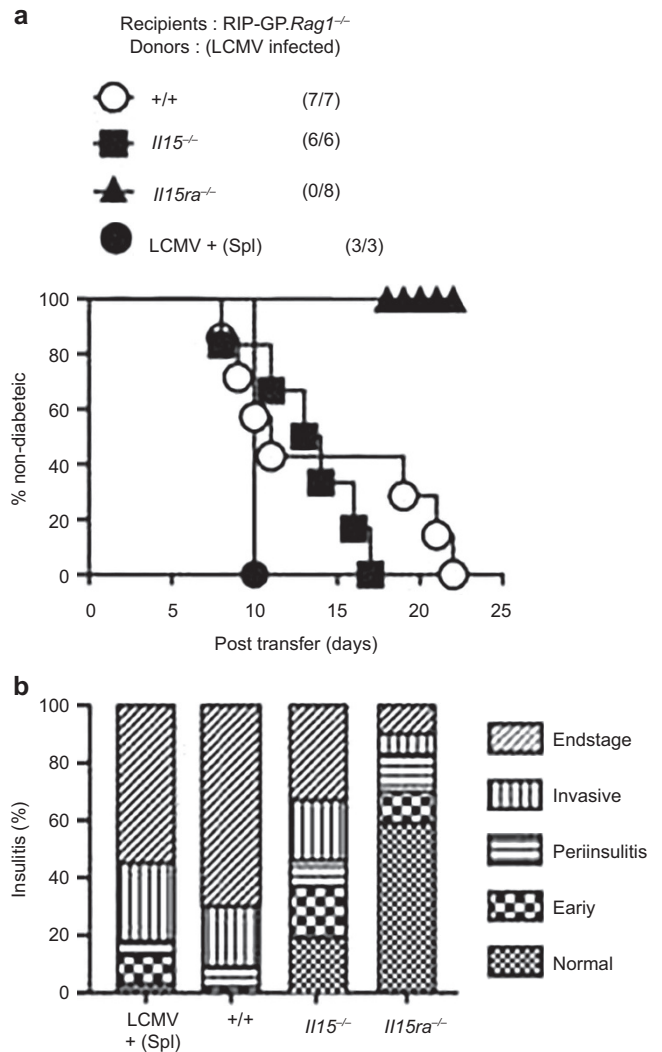 a
Recipients : RIP-GP.Rag1–/–
Donors : (LCMV infected)
+/+ (7/7)
Il15–/– (6/6)
Il15ra–/– (0/8)
LCMV + (Spl) (3/3)
% non-diabeteic
100
80
60
40
20
0
0 5 10 15 20 25
Post transfer (days)
b
Insulitis (%)
100
80
60
40
20
0
LCMV + (Spl)
+/+
Il15–/–
Il15ra–/–
Endstage
Invasive
Periinsulitis
Eariy
Normal